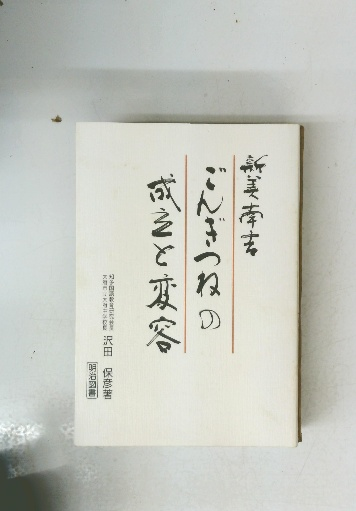 新美南吉
ごんぎつねの
成立と変容
沢田 保彦著
明治図書